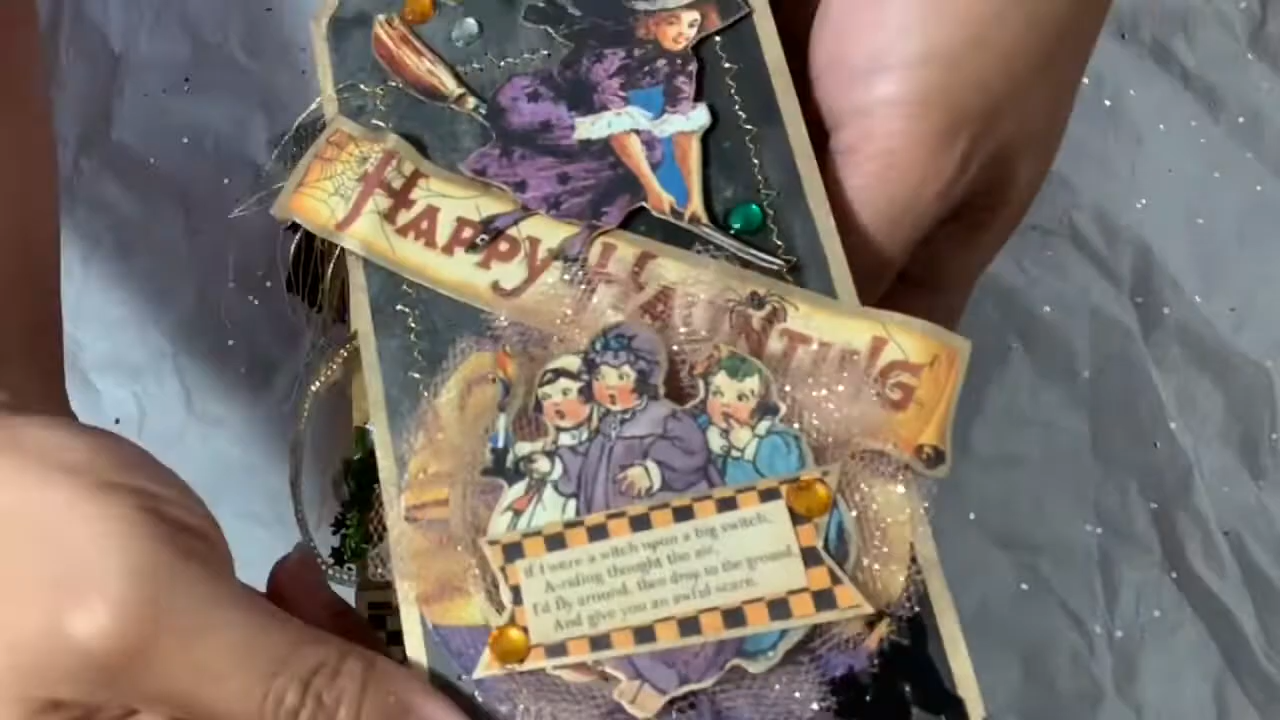 HAPPY HAUNTING
If I were a witch upon a big switch,
A-riding thought the air,
I'd fly around, then drop to the ground,
And give you an awful scare.